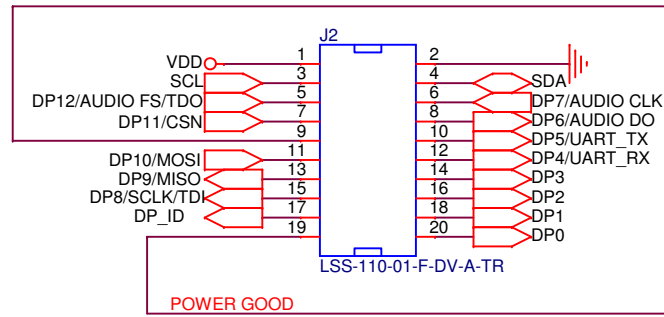 J2
VDD 1 2
SCL 3 4 SDA
DP12/AUDIO FS/TDO 5 6 DP7/AUDIO CLK
DP11/CSN 7 8 DP6/AUDIO DO
9 10 DP5/UART_TX
DP10/MOSI 11 12 DP4/UART_RX
DP9/MISO 13 14 DP3
DP8/SCLK/TDI 15 16 DP2
DP_ID 17 18 DP1
19 20 DP0
LSS-110-01-F-DV-A-TR
POWER GOOD